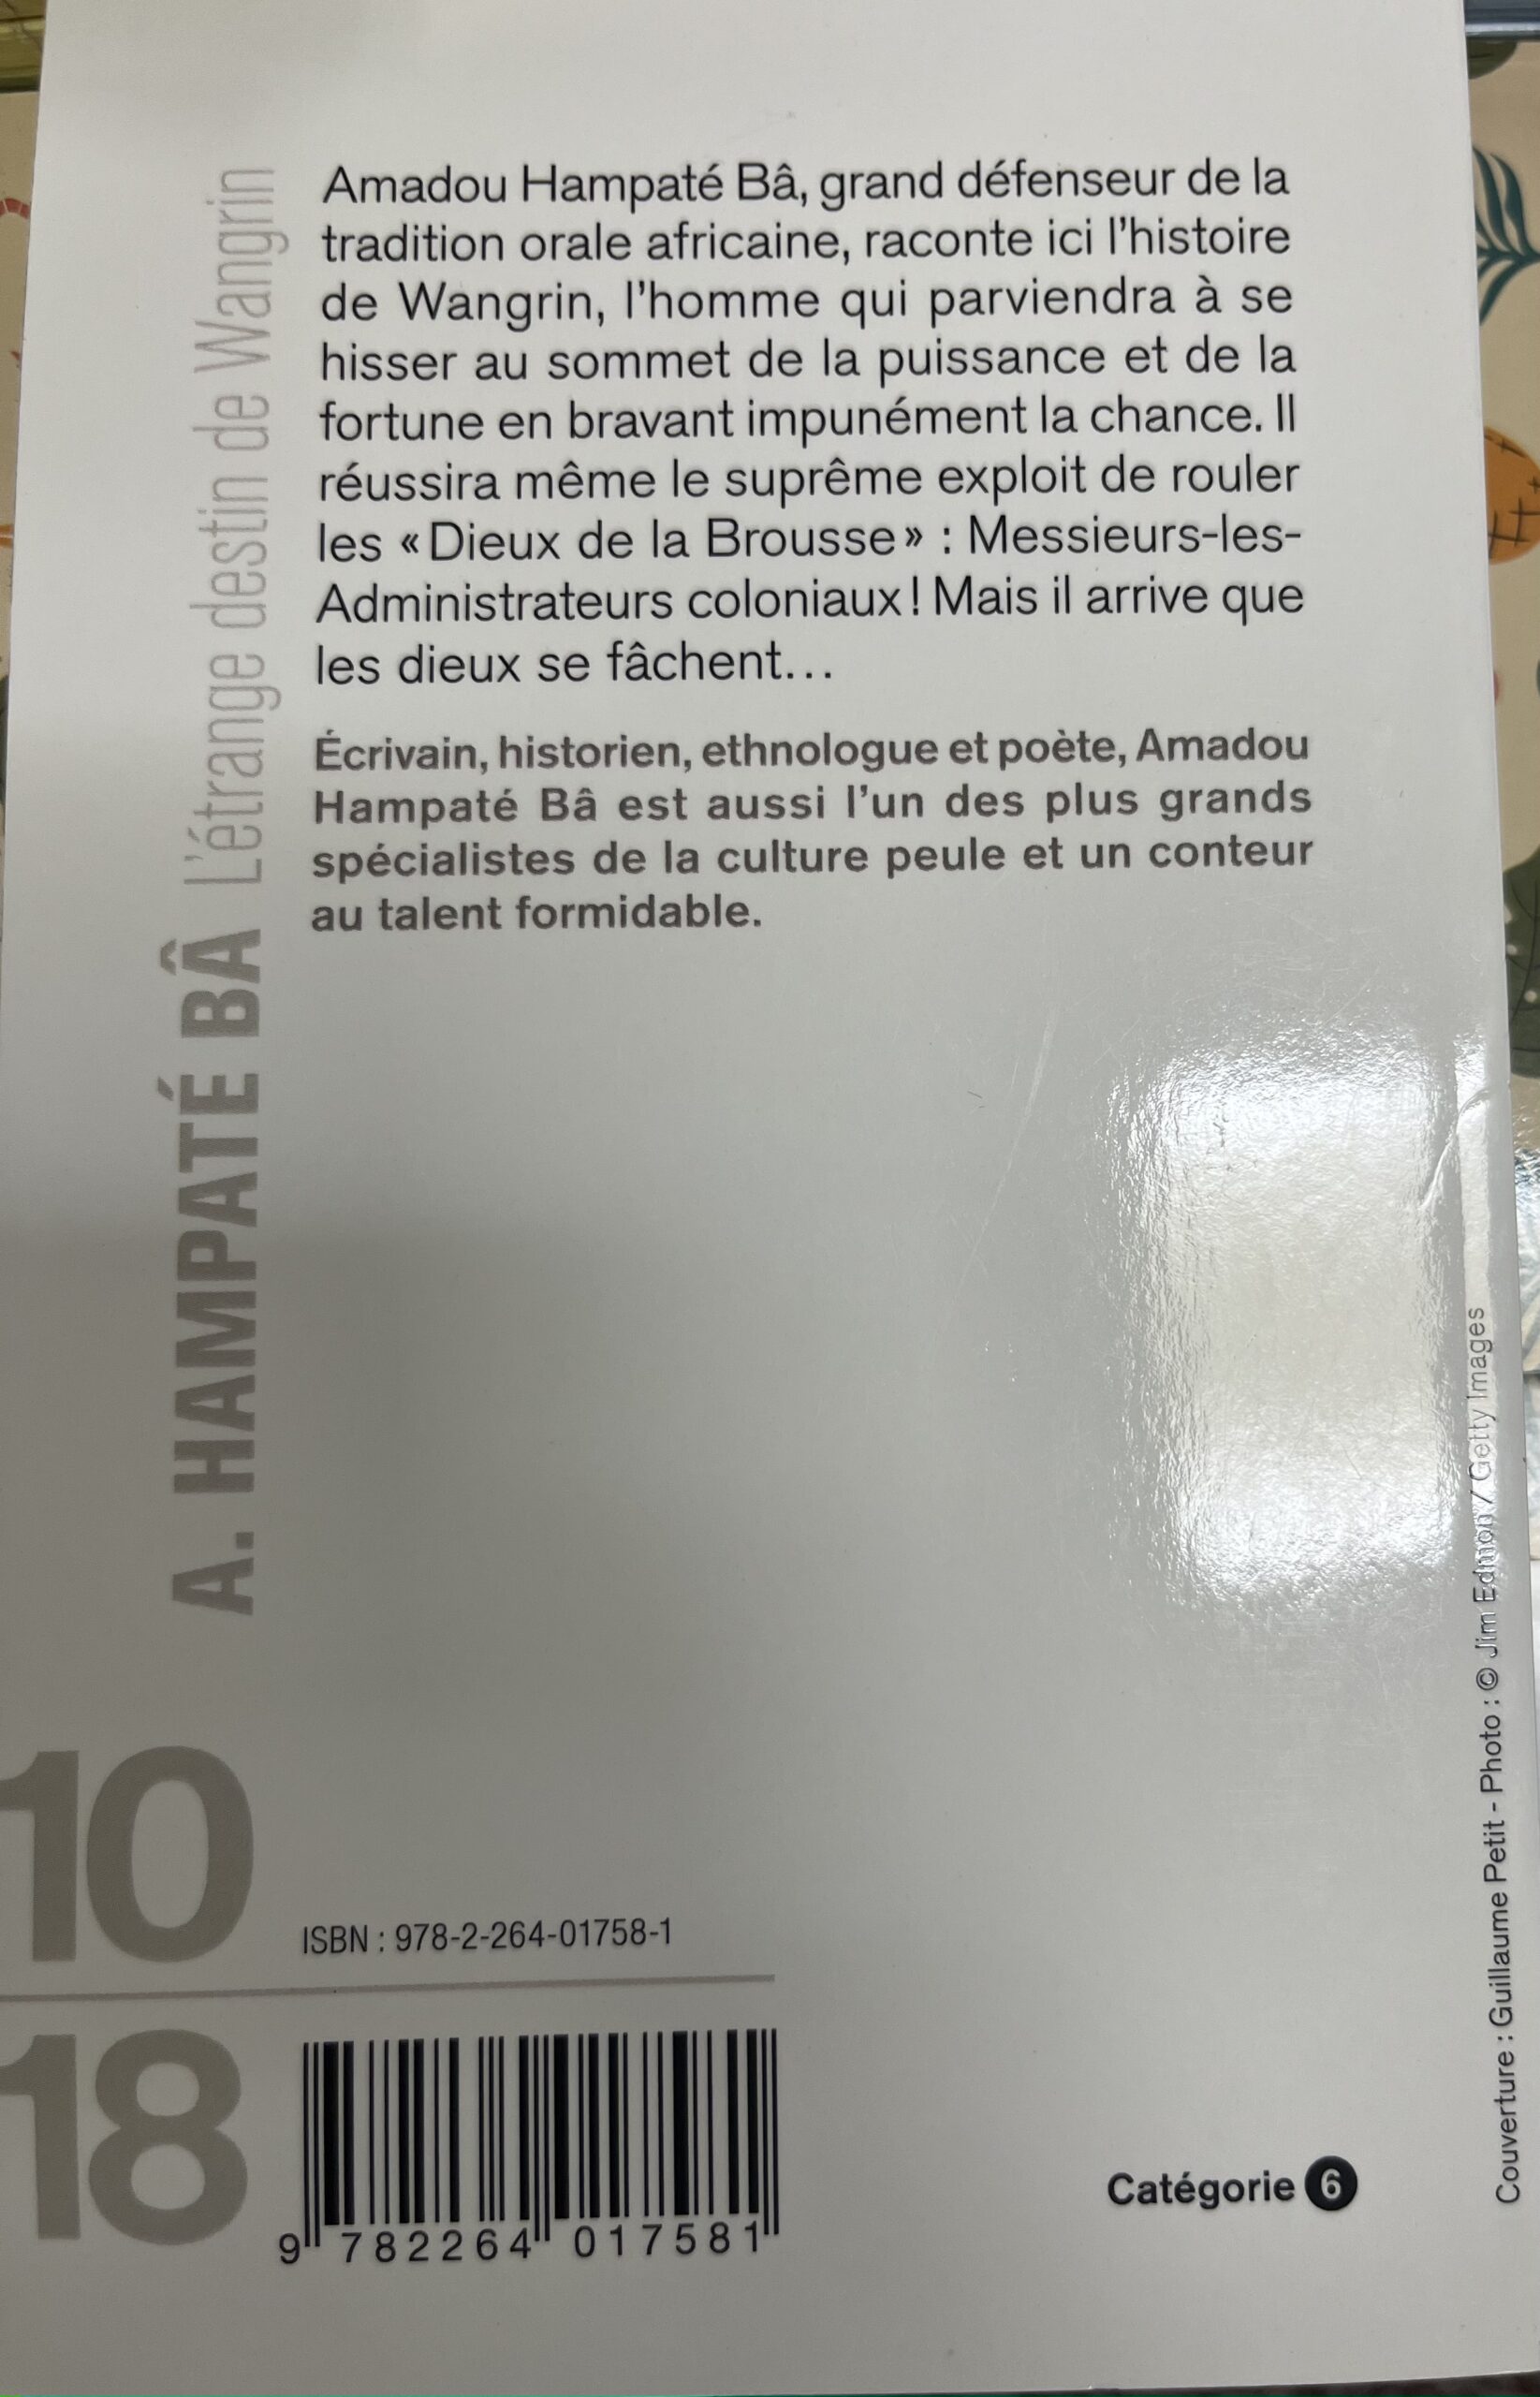 Amadou Hampaté Bâ, grand défenseur de la
tradition orale africaine, raconte ici l'histoire
de Wangrin, l'homme qui parviendra à se
hisser au sommet de la puissance et de la
fortune en bravant impunément la chance. Il
réussira même le suprême exploit de rouler
les « Dieux de la Brousse » : Messieurs-les-
Administrateurs coloniaux ! Mais il arrive que
les dieux se fâchent…
Écrivain, historien, ethnologue et poète, Amadou
Hampaté Bâ est aussi l'un des plus grands
spécialistes de la culture peule et un conteur
au talent formidable.
A. HAMPATÉ BÂ L'étrange destin de Wangrin
10
18
ISBN : 978-2-264-01758-1
9 782264 017581
Catégorie 6
Couverture : Guillaume Petit - Photo : © Jim Edmon / Getty Images